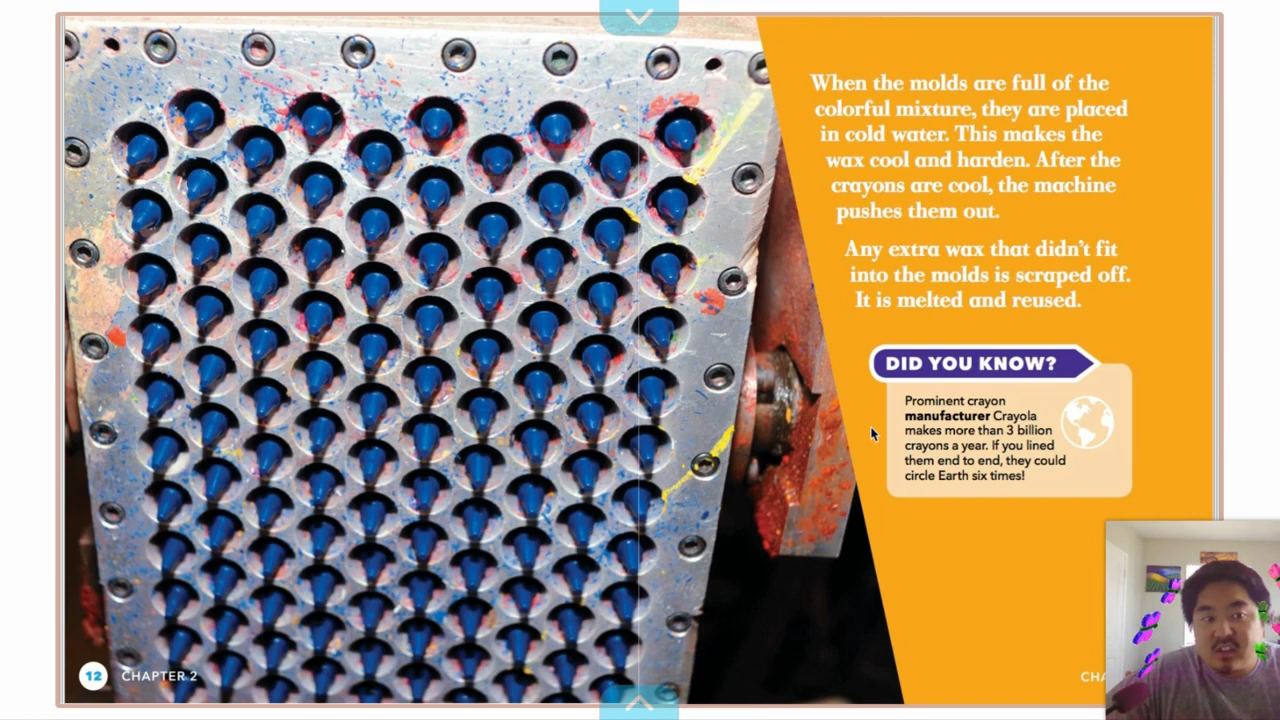 When the molds are full of the
colorful mixture, they are placed
in cold water. This makes the
wax cool and harden. After the
crayons are cool, the machine
pushes them out.
Any extra wax that didn't fit
into the molds is scraped off.
It is melted and reused.
DID YOU KNOW?
Prominent crayon
manufacturer Crayola
makes more than 3 billion
crayons a year. If you lined
them end to end, they could
circle Earth six times!
12 CHAPTER 2